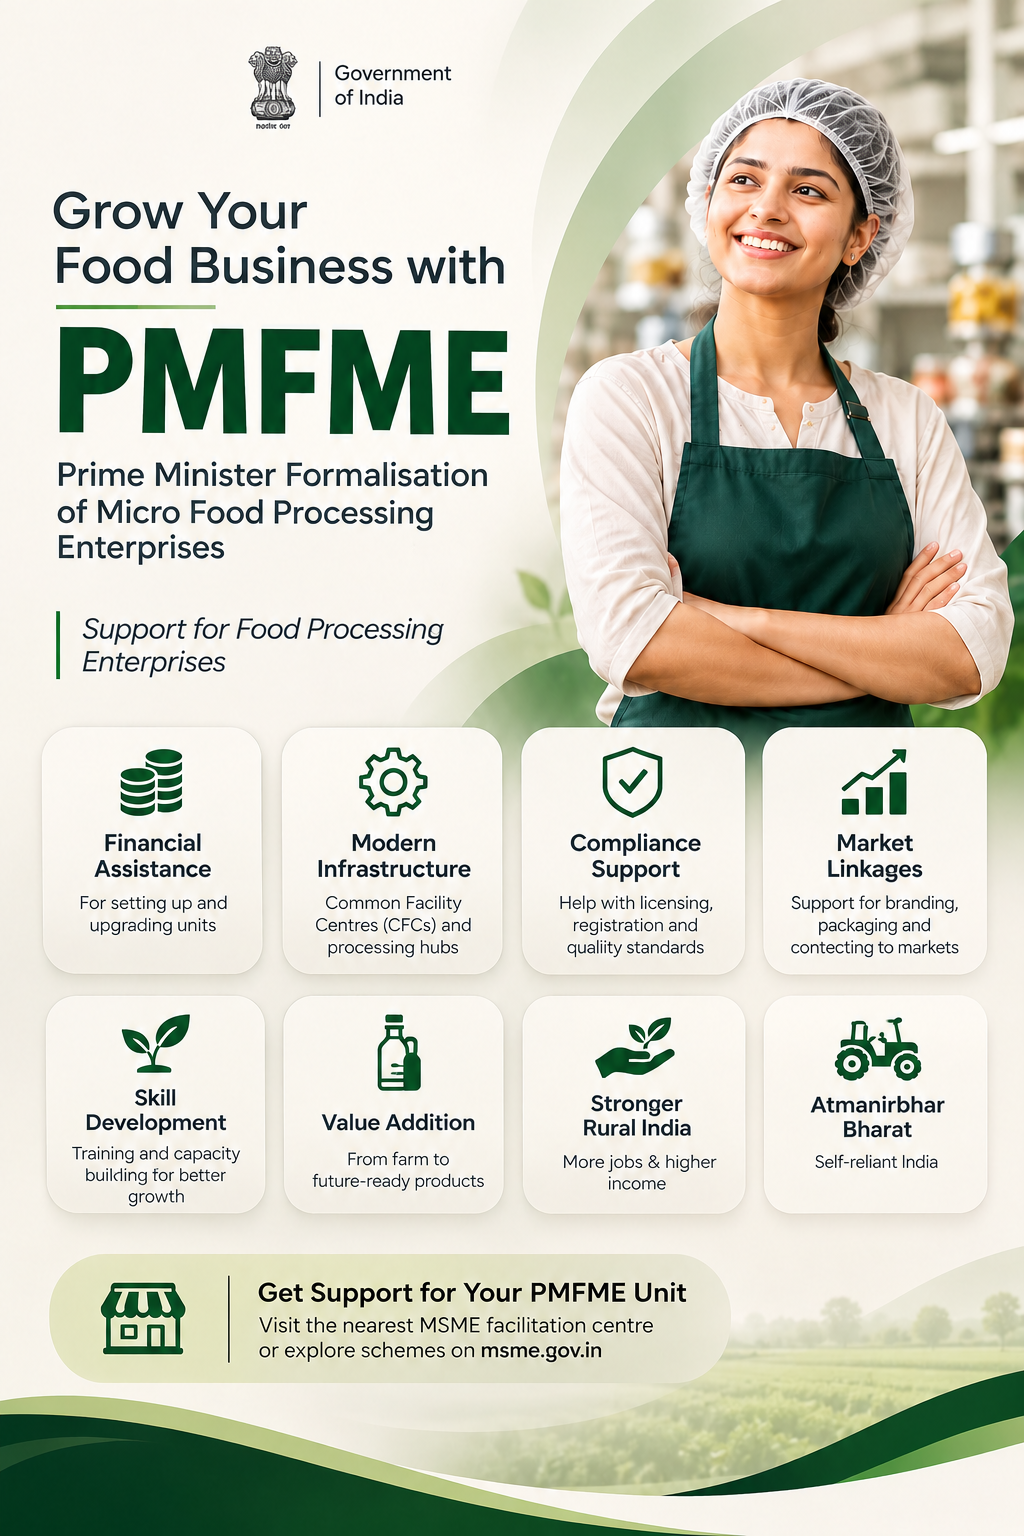 Government
of India
Grow Your
Food Business with
PMFME
Prime Minister Formalisation
of Micro Food Processing
Enterprises
Support for Food Processing
Enterprises
Financial
Assistance
For setting up and
upgrading units
Modern
Infrastructure
Common Facility
Centres (CFCs) and
processing hubs
Compliance
Support
Help with licensing,
registration and
quality standards
Market
Linkages
Support for branding,
packaging and
contecting to markets
Skill
Development
Training and capacity
building for better
growth
Value Addition
From farm to
future-ready products
Stronger
Rural India
More jobs & higher
income
Atmanirbhar
Bharat
Self-reliant India
Get Support for Your PMFME Unit
Visit the nearest MSME facilitation centre
or explore schemes on msme.gov.in